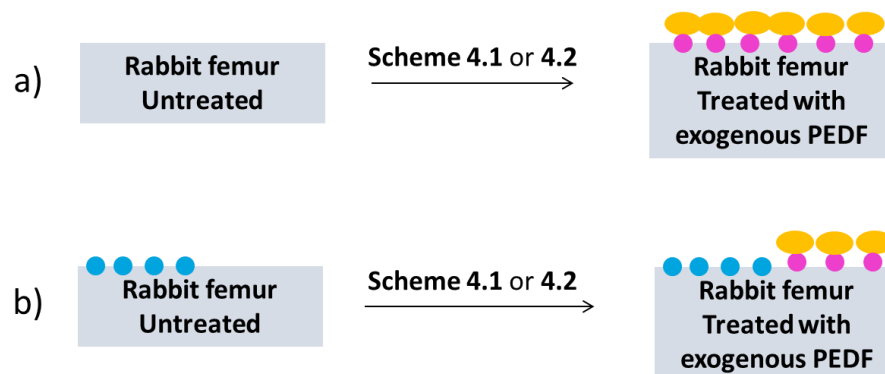 a)
Rabbit femur
Untreated
Scheme 4.1 or 4.2
Rabbit femur
Treated with
exogenous PEDF
b)
Rabbit femur
Untreated
Scheme 4.1 or 4.2
Rabbit femur
Treated with
exogenous PEDF